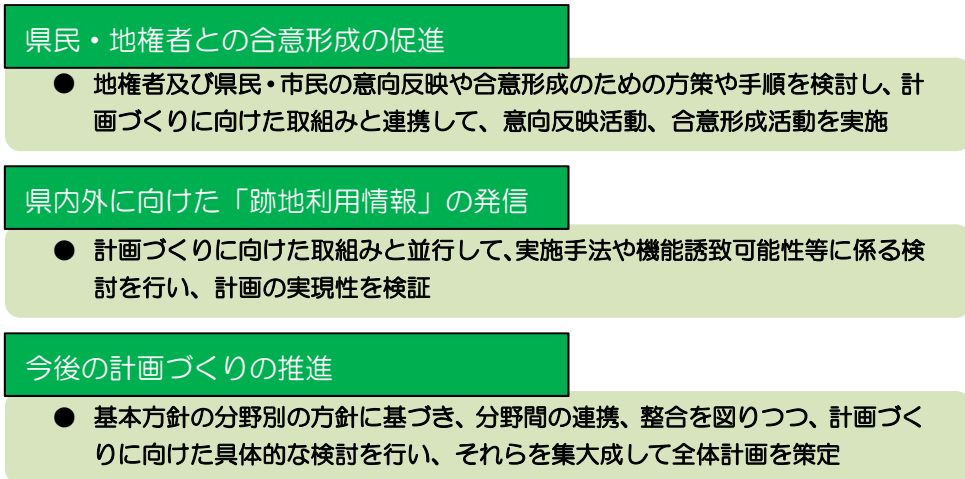 県民・地権者との合意形成の促進
● 地権者及び県民・市民の意向反映や合意形成のための方策や手順を検討し、計
画づくりに向けた取組みと連携して、意向反映活動、合意形成活動を実施
県内外に向けた「跡地利用情報」の発信
● 計画づくりに向けた取組みと並行して、実施手法や機能誘致可能性等に係る検
討を行い、計画の実現性を検証
今後の計画づくりの推進
● 基本方針の分野別の方針に基づき、分野間の連携、整合を図りつつ、計画づく
りに向けた具体的な検討を行い、それらを集大成して全体計画を策定